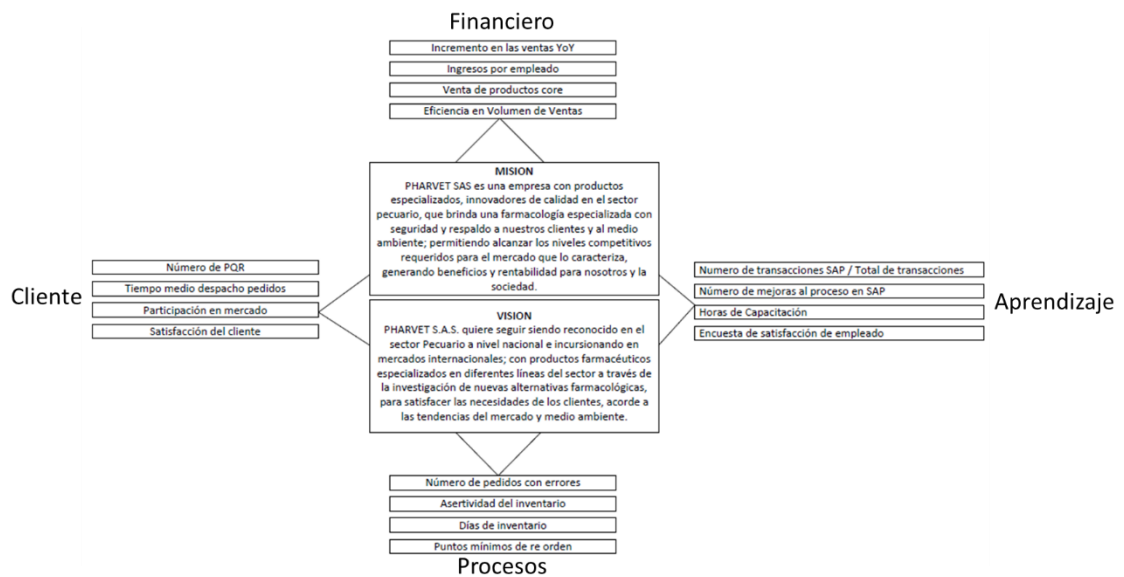 Financiero
Incremento en las ventas YoY
Ingresos por empleado
Venta de productos core
Eficiencia en Volumen de Ventas
MISION
PHARVET SAS es una empresa con productos
especializados, innovadores de calidad en el sector
pecuario, que brinda una farmacología especializada con
seguridad y respaldo a nuestros clientes y al medio
ambiente; permitiendo alcanzar los niveles competitivos
requeridos para el mercado que lo caracteriza,
generando beneficios y rentabilidad para nosotros y la
sociedad.
Cliente
Número de PQR
Tiempo medio despacho pedidos
Participación en mercado
Satisfacción del cliente
VISION
PHARVET S.A.S. quiere seguir siendo reconocido en el
sector Pecuario a nivel nacional e incursionando en
mercados internacionales; con productos farmacéuticos
especializados en diferentes líneas del sector a través de
la investigación de nuevas alternativas farmacológicas,
para satisfacer las necesidades de los clientes, acorde a
las tendencias del mercado y medio ambiente.
Numero de transacciones SAP / Total de transacciones
Número de mejoras al proceso en SAP
Horas de Capacitación
Encuesta de satisfacción de empleado
Aprendizaje
Número de pedidos con errores
Asertividad del inventario
Días de inventario
Puntos mínimos de re orden
Procesos